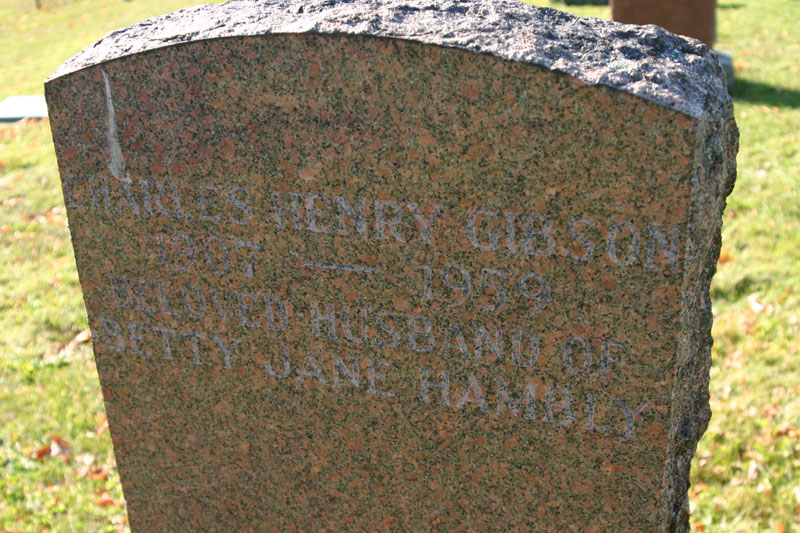 CHARLES HENRY GIBSON
1907 — 1959
BELOVED HUSBAND OF
BETTY JANE HAMBLY